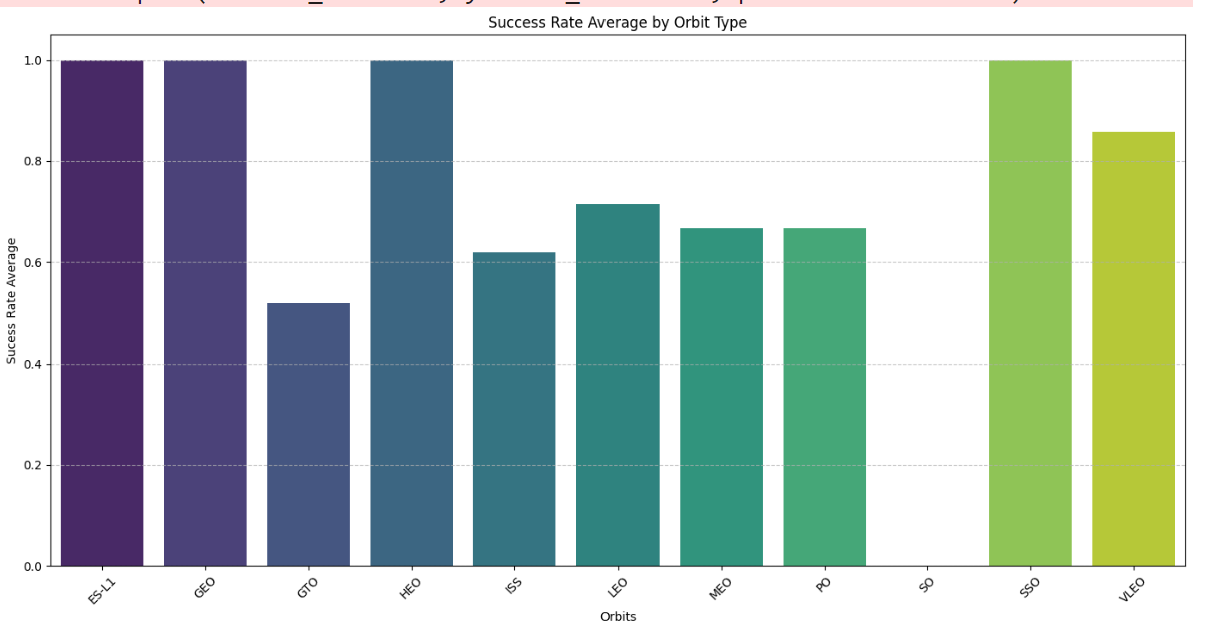 Success Rate Average by Orbit Type
1.0
0.8
0.6
0.4
0.2
0.0
Sucess Rate Average
ES-L1
GEO
GTO
HEO
ISS
LEO
MEO
PO
SO
SSO
VLEO
Orbits